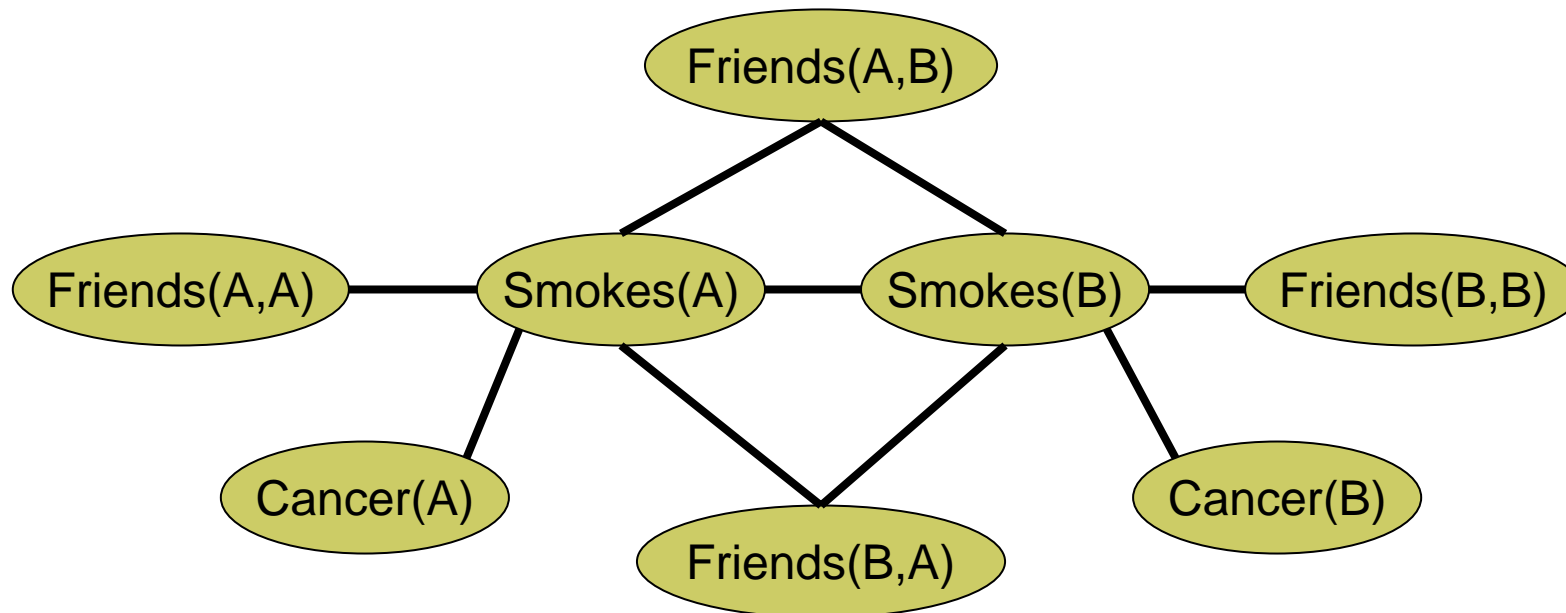 Friends(A,B)
Friends(A,A)
Smokes(A)
Smokes(B)
Friends(B,B)
Cancer(A)
Cancer(B)
Friends(B,A)